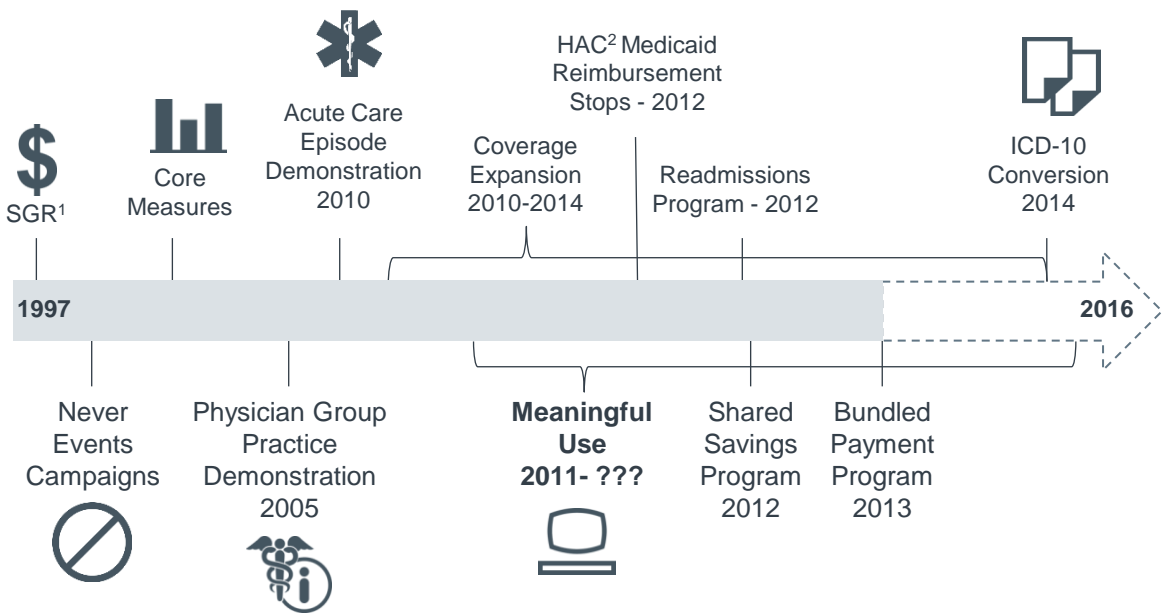 HAC² Medicaid
Reimbursement
Stops - 2012
Acute Care
Episode
Demonstration
2010
Coverage
Expansion
2010-2014
ICD-10
Conversion
2014
Core
Measures
Readmissions
Program - 2012
SGR¹
1997
2016
Never
Events
Campaigns
Physician Group
Practice
Demonstration
2005
Meaningful
Use
2011- ???
Shared
Savings
Program
2012
Bundled
Payment
Program
2013
i